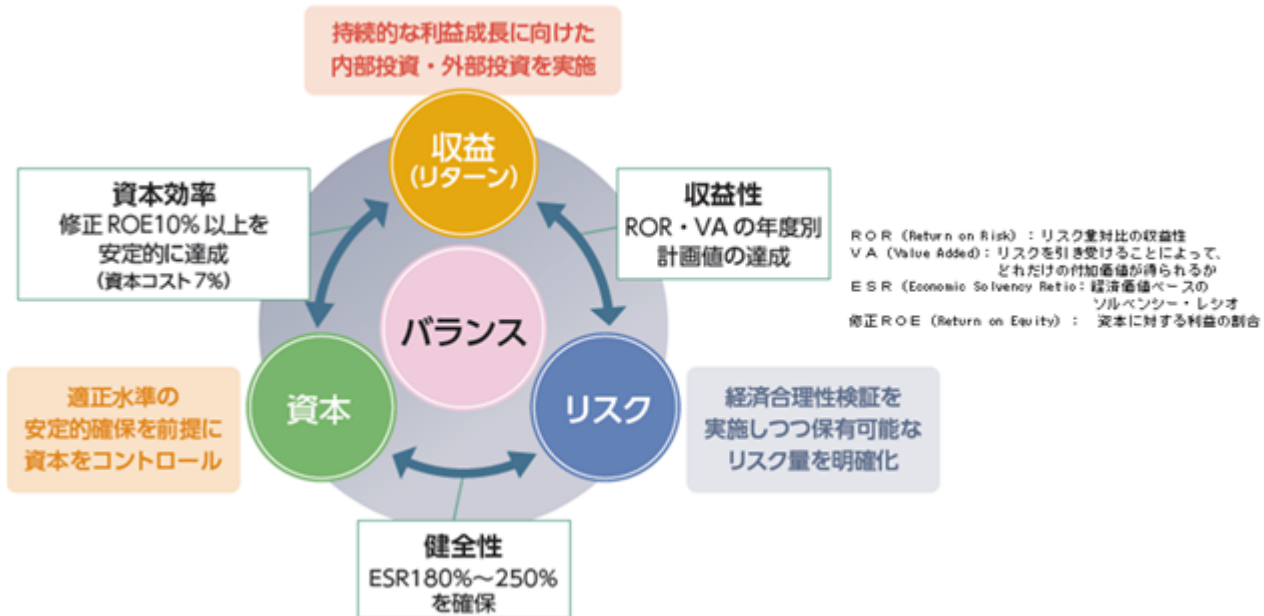 持続的な利益成長に向けた
内部投資・外部投資を実施
収益
(リターン)
資本効率
修正ROE10%以上を
安定的に達成
(資本コスト7%)
収益性
ROR・VAの年度別
計画値の達成
ROR (Return on Risk) : リスク量対比の収益性
VA (Value Added): リスクを引き受けることによって、
どれだけの付加価値が得られるか
ESR (Economic Solvency Retio: 経済価値ベースの
ソルベンシー・レシオ
修正ROE (Return on Equity) : 資本に対する利益の割合
バランス
資本
リスク
適正水準の
安定的確保を前提に
資本をコントロール
経済合理性検証を
実施しつつ保有可能な
リスク量を明確化
健全性
ESR180%～250%
を確保